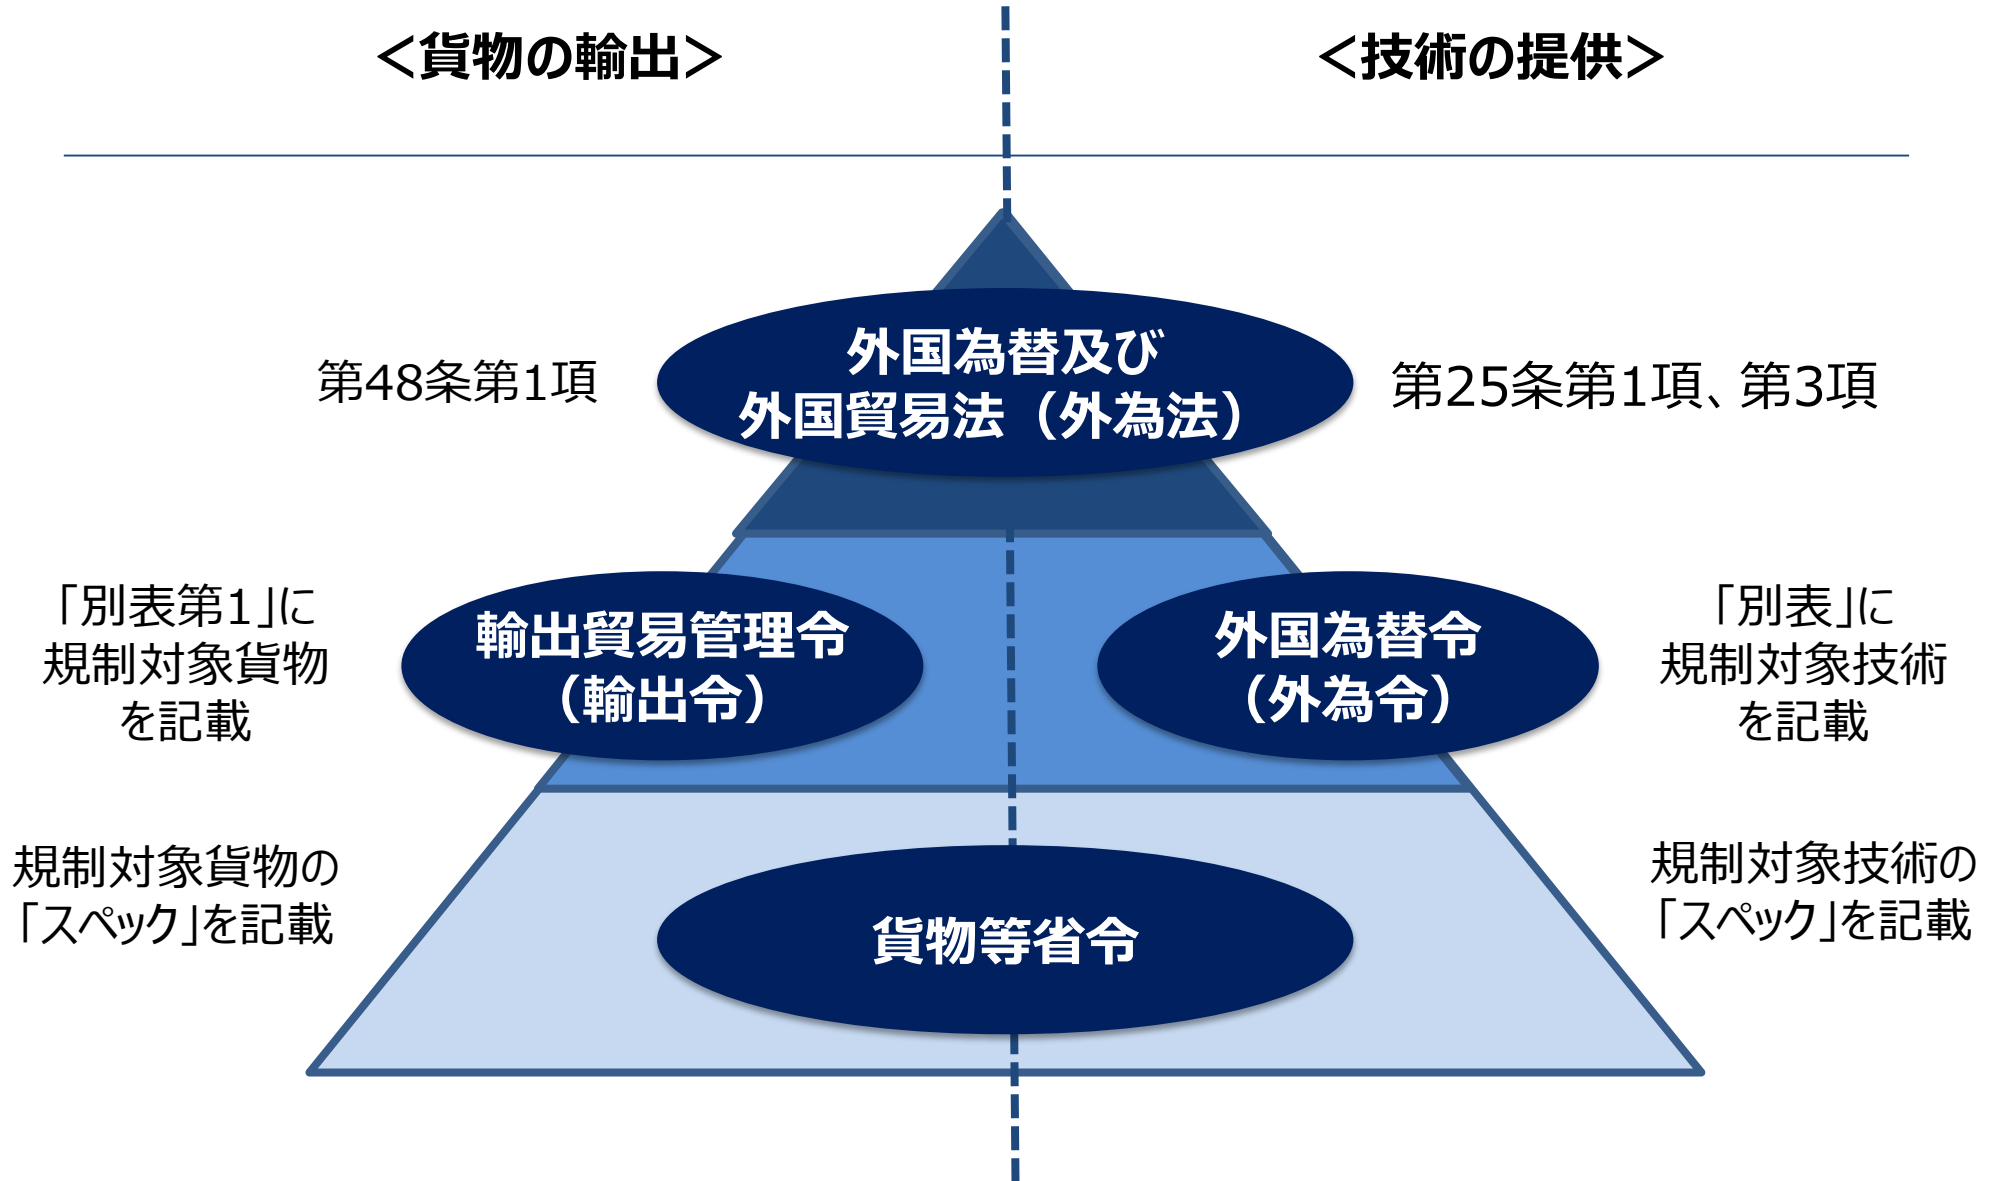 ＜貨物の輸出＞
＜技術の提供＞
第48条第1項
外国為替及び
外国貿易法（外為法）
第25条第1項、第3項
「別表第1」に
規制対象貨物
を記載
輸出貿易管理令
（輸出令）
外国為替令
（外為令）
「別表」に
規制対象技術
を記載
規制対象貨物の
「スペック」を記載
貨物等省令
規制対象技術の
「スペック」を記載